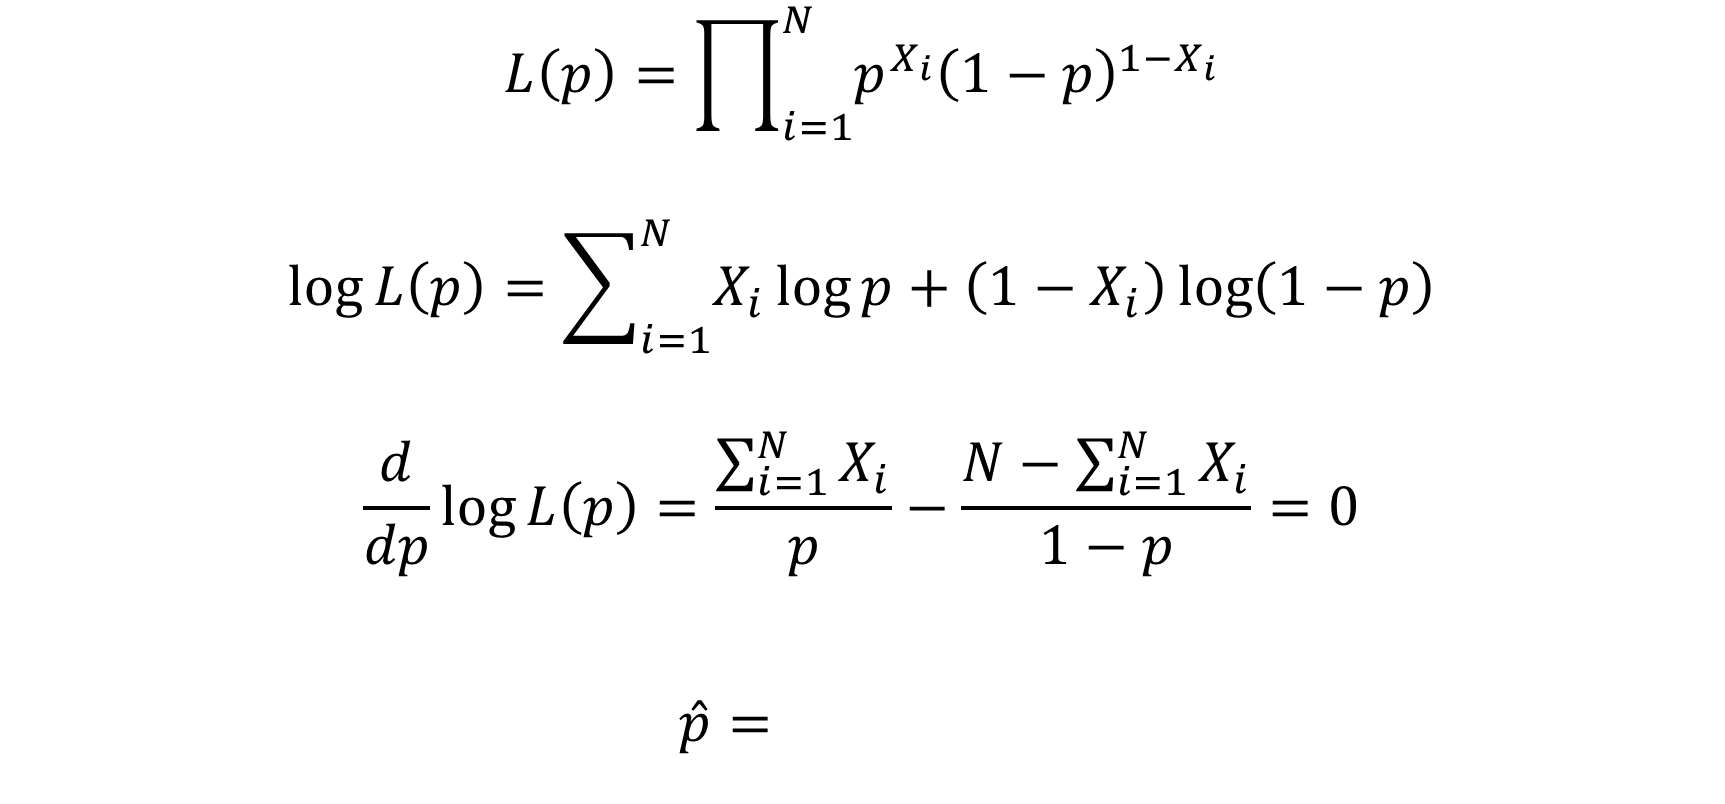 L(p) = ∏_{i=1}^{N} p^{X_i}(1 − p)^{1−X_i}
log L(p) = ∑_{i=1}^{N} X_i log p + (1 − X_i) log(1 − p)
d/dp log L(p) = (∑_{i=1}^{N} X_i)/p − (N − ∑_{i=1}^{N} X_i)/(1 − p) = 0
p̂ =